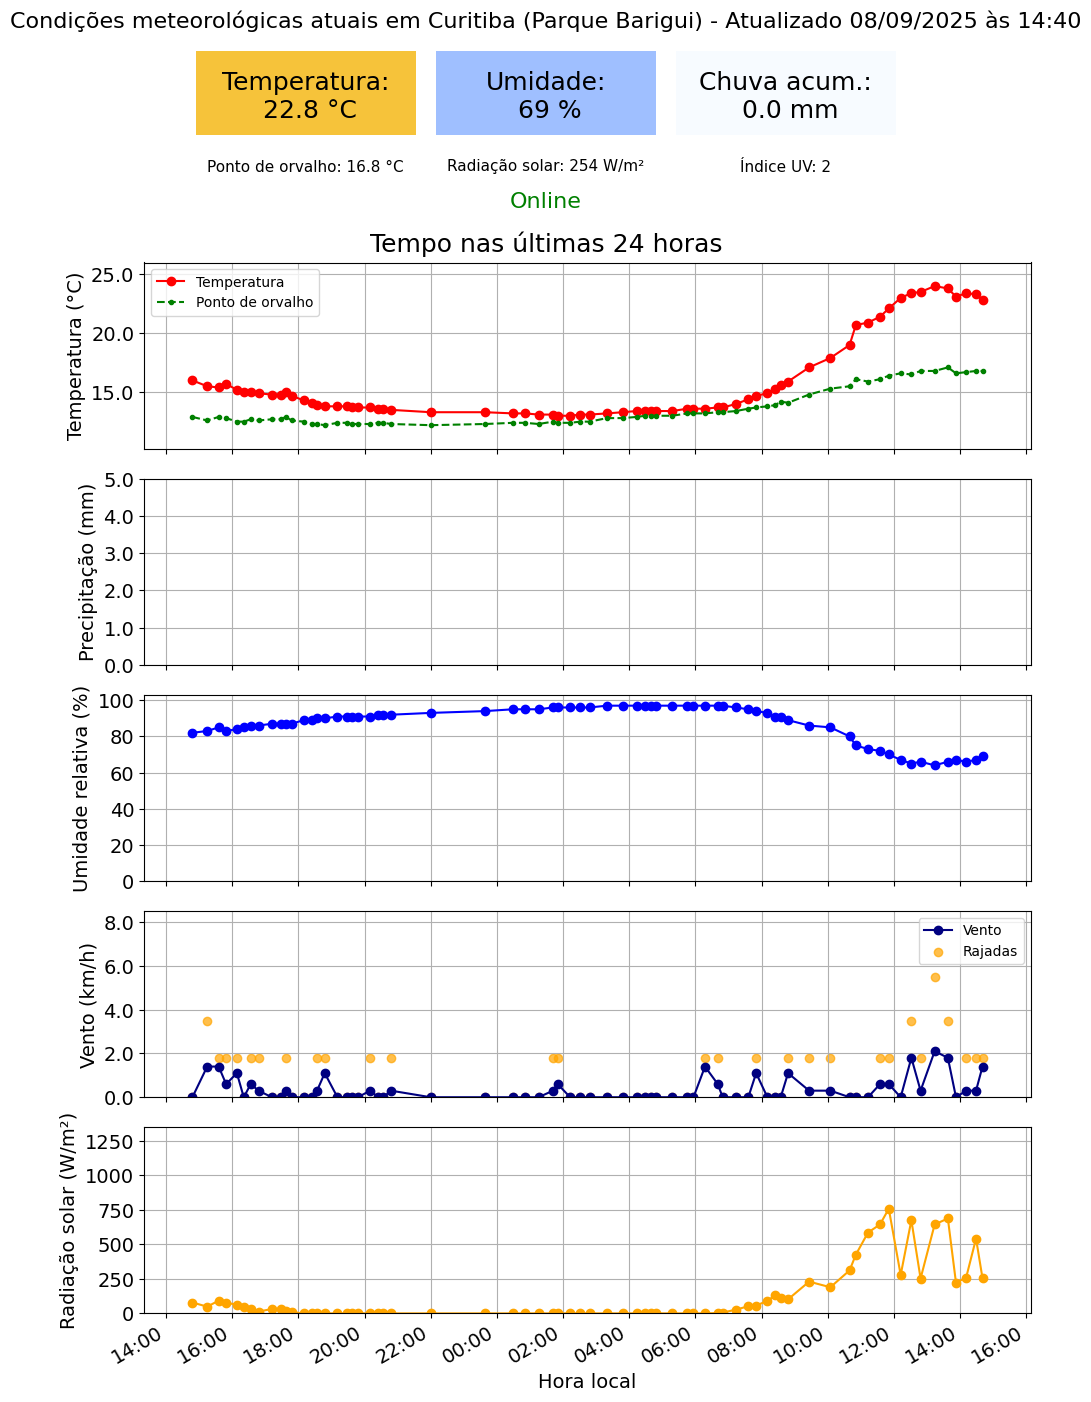 Condições meteorológicas atuais em Curitiba (Parque Barigui) - Atualizado 08/09/2025 às 14:40
Temperatura:
22.8 °C
Umidade:
69 %
Chuva acum.:
0.0 mm
Ponto de orvalho: 16.8 °C
Radiação solar: 254 W/m²
Índice UV: 2
Online
Tempo nas últimas 24 horas
Temperatura (°C)
25.0
20.0
15.0
Temperatura
Ponto de orvalho
Precipitação (mm)
5.0
4.0
3.0
2.0
1.0
0.0
Umidade relativa (%)
100
80
60
40
20
0
Vento (km/h)
8.0
6.0
4.0
2.0
0.0
Vento
Rajadas
Radiação solar (W/m²)
1250
1000
750
500
250
0
14:00
16:00
18:00
20:00
22:00
00:00
02:00
04:00
06:00
08:00
10:00
12:00
14:00
16:00
Hora local